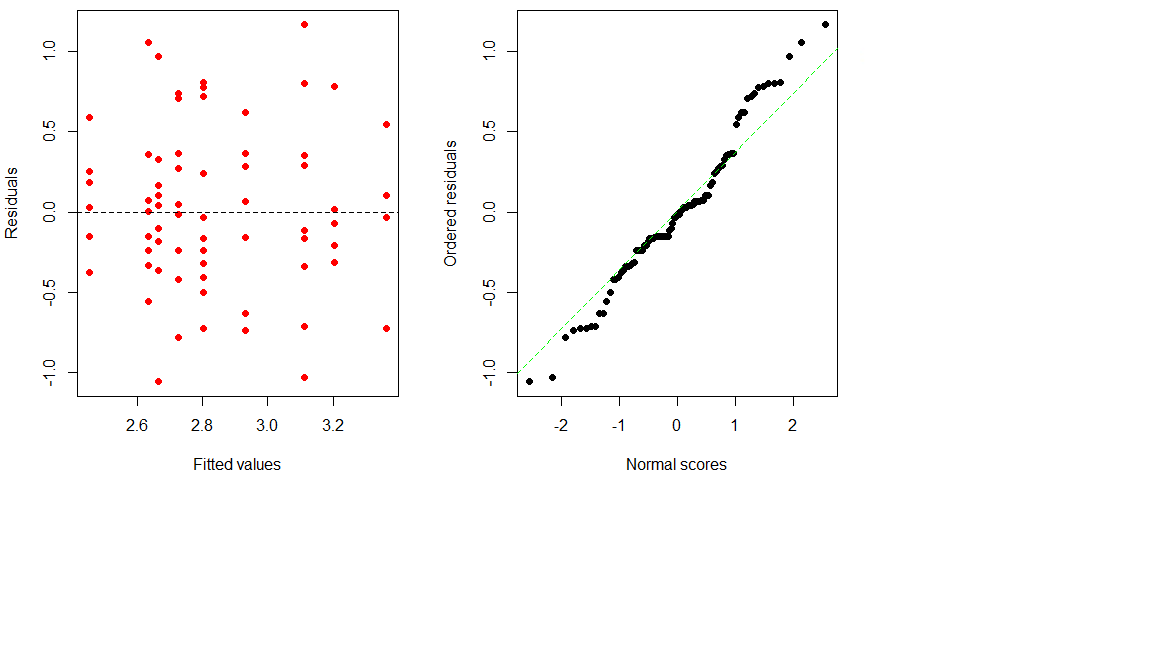 Residuals
1.0
0.5
0.0
-0.5
-1.0
2.6 2.8 3.0 3.2
Fitted values
Ordered residuals
1.0
0.5
0.0
-0.5
-1.0
-2 -1 0 1 2
Normal scores